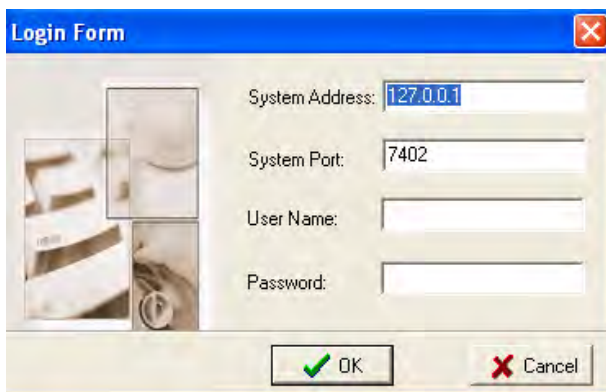 Login Form
System Address: 127.0.0.1
System Port: 7402
User Name:
Password:
OK
Cancel